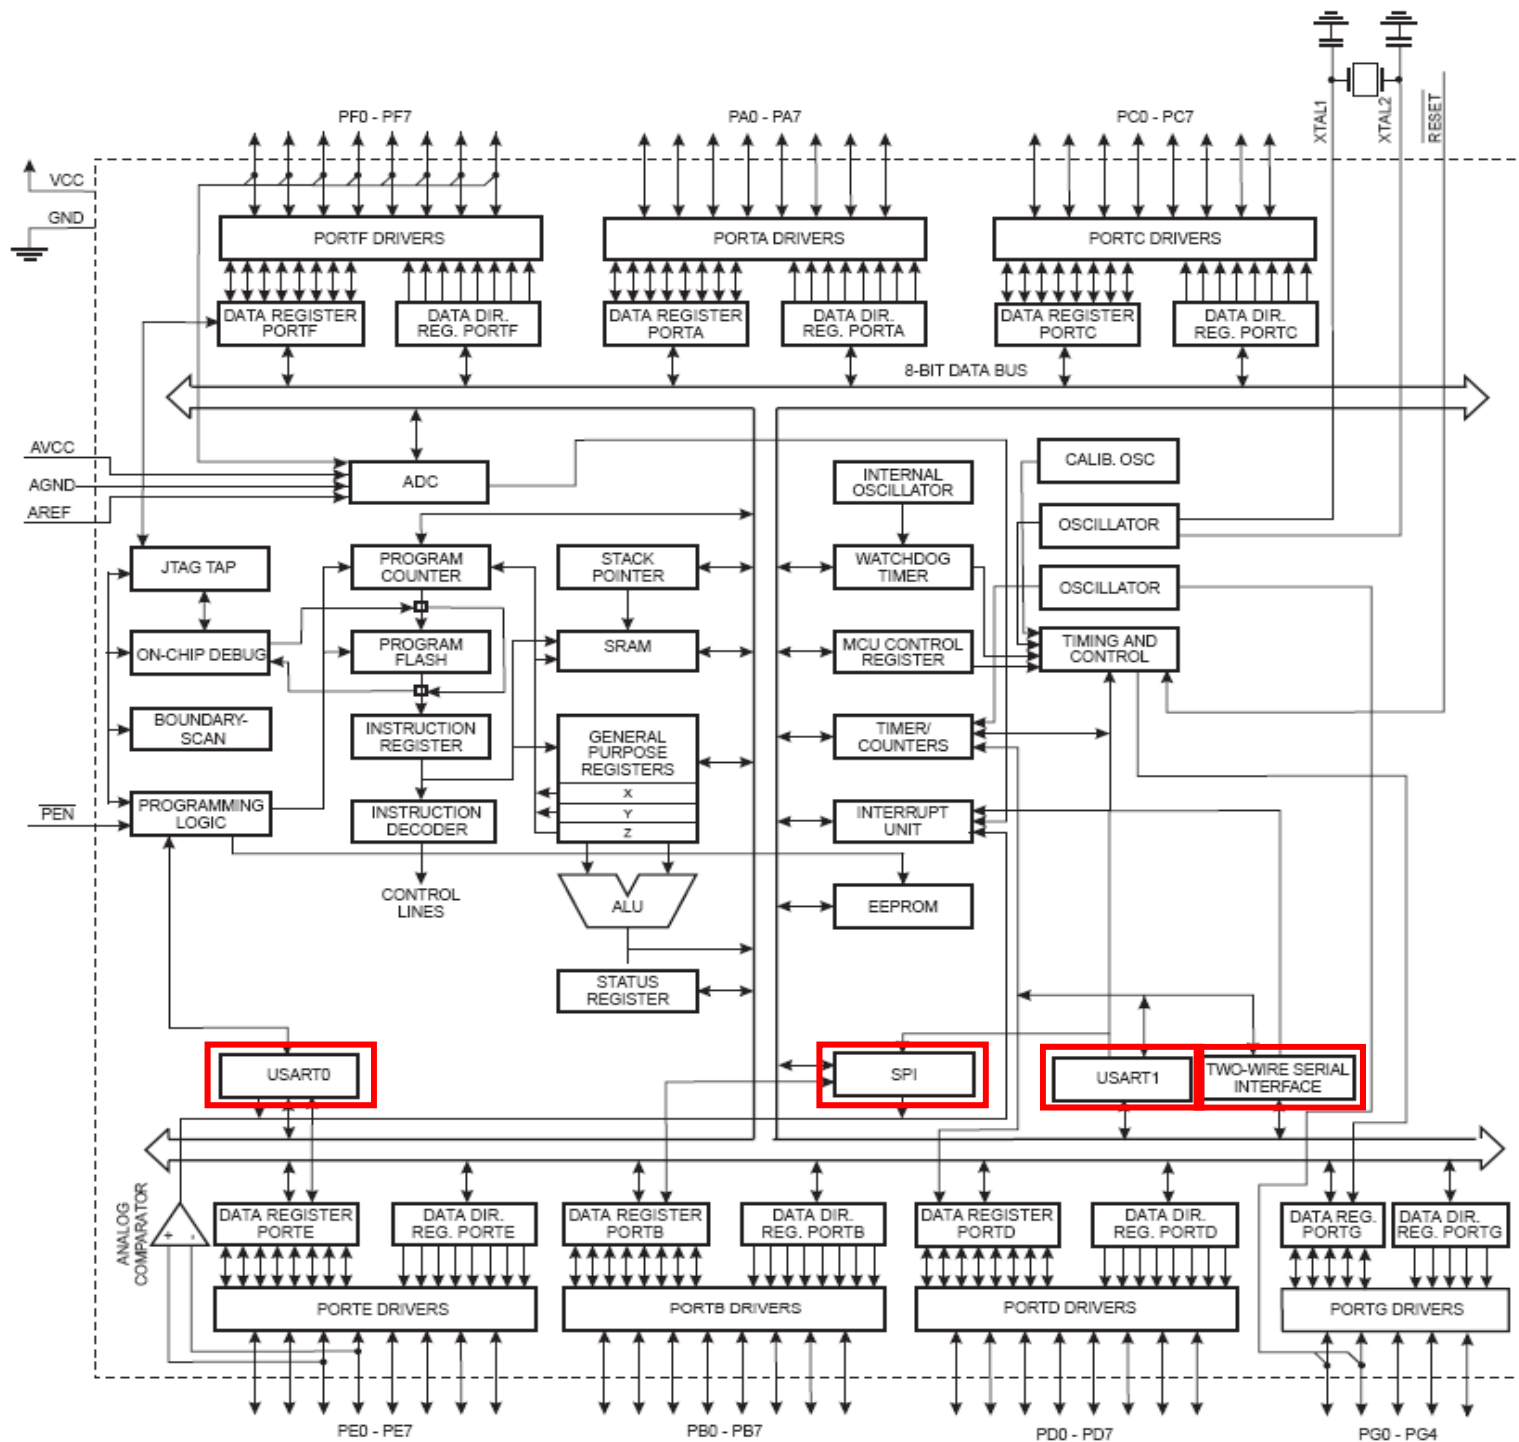 XTAL1
XTAL2
RESET
PF0 - PF7
PA0 - PA7
PC0 - PC7
VCC
GND
PORTF DRIVERS
PORTA DRIVERS
PORTC DRIVERS
DATA REGISTER
PORTF
DATA DIR.
REG. PORTF
DATA REGISTER
PORTA
DATA DIR.
REG. PORTA
DATA REGISTER
PORTC
DATA DIR.
REG. PORTC
8-BIT DATA BUS
AVCC
AGND
AREF
ADC
INTERNAL
OSCILLATOR
CALIB. OSC
OSCILLATOR
JTAG TAP
PROGRAM
COUNTER
STACK
POINTER
WATCHDOG
TIMER
OSCILLATOR
ON-CHIP DEBUG
PROGRAM
FLASH
SRAM
MCU CONTROL
REGISTER
TIMING AND
CONTROL
BOUNDARY-
SCAN
INSTRUCTION
REGISTER
GENERAL
PURPOSE
REGISTERS
X
Y
Z
TIMER/
COUNTERS
PEN
PROGRAMMING
LOGIC
INSTRUCTION
DECODER
INTERRUPT
UNIT
CONTROL
LINES
ALU
EEPROM
STATUS
REGISTER
USART0
SPI
USART1
TWO-WIRE SERIAL
INTERFACE
ANALOG
COMPARATOR
+
-
DATA REGISTER
PORTE
DATA DIR.
REG. PORTE
DATA REGISTER
PORTB
DATA DIR.
REG. PORTB
DATA REGISTER
PORTD
DATA DIR.
REG. PORTD
DATA REG.
PORTG
DATA DIR.
REG. PORTG
PORTE DRIVERS
PORTB DRIVERS
PORTD DRIVERS
PORTG DRIVERS
PE0 - PE7
PB0 - PB7
PD0 - PD7
PG0 - PG4